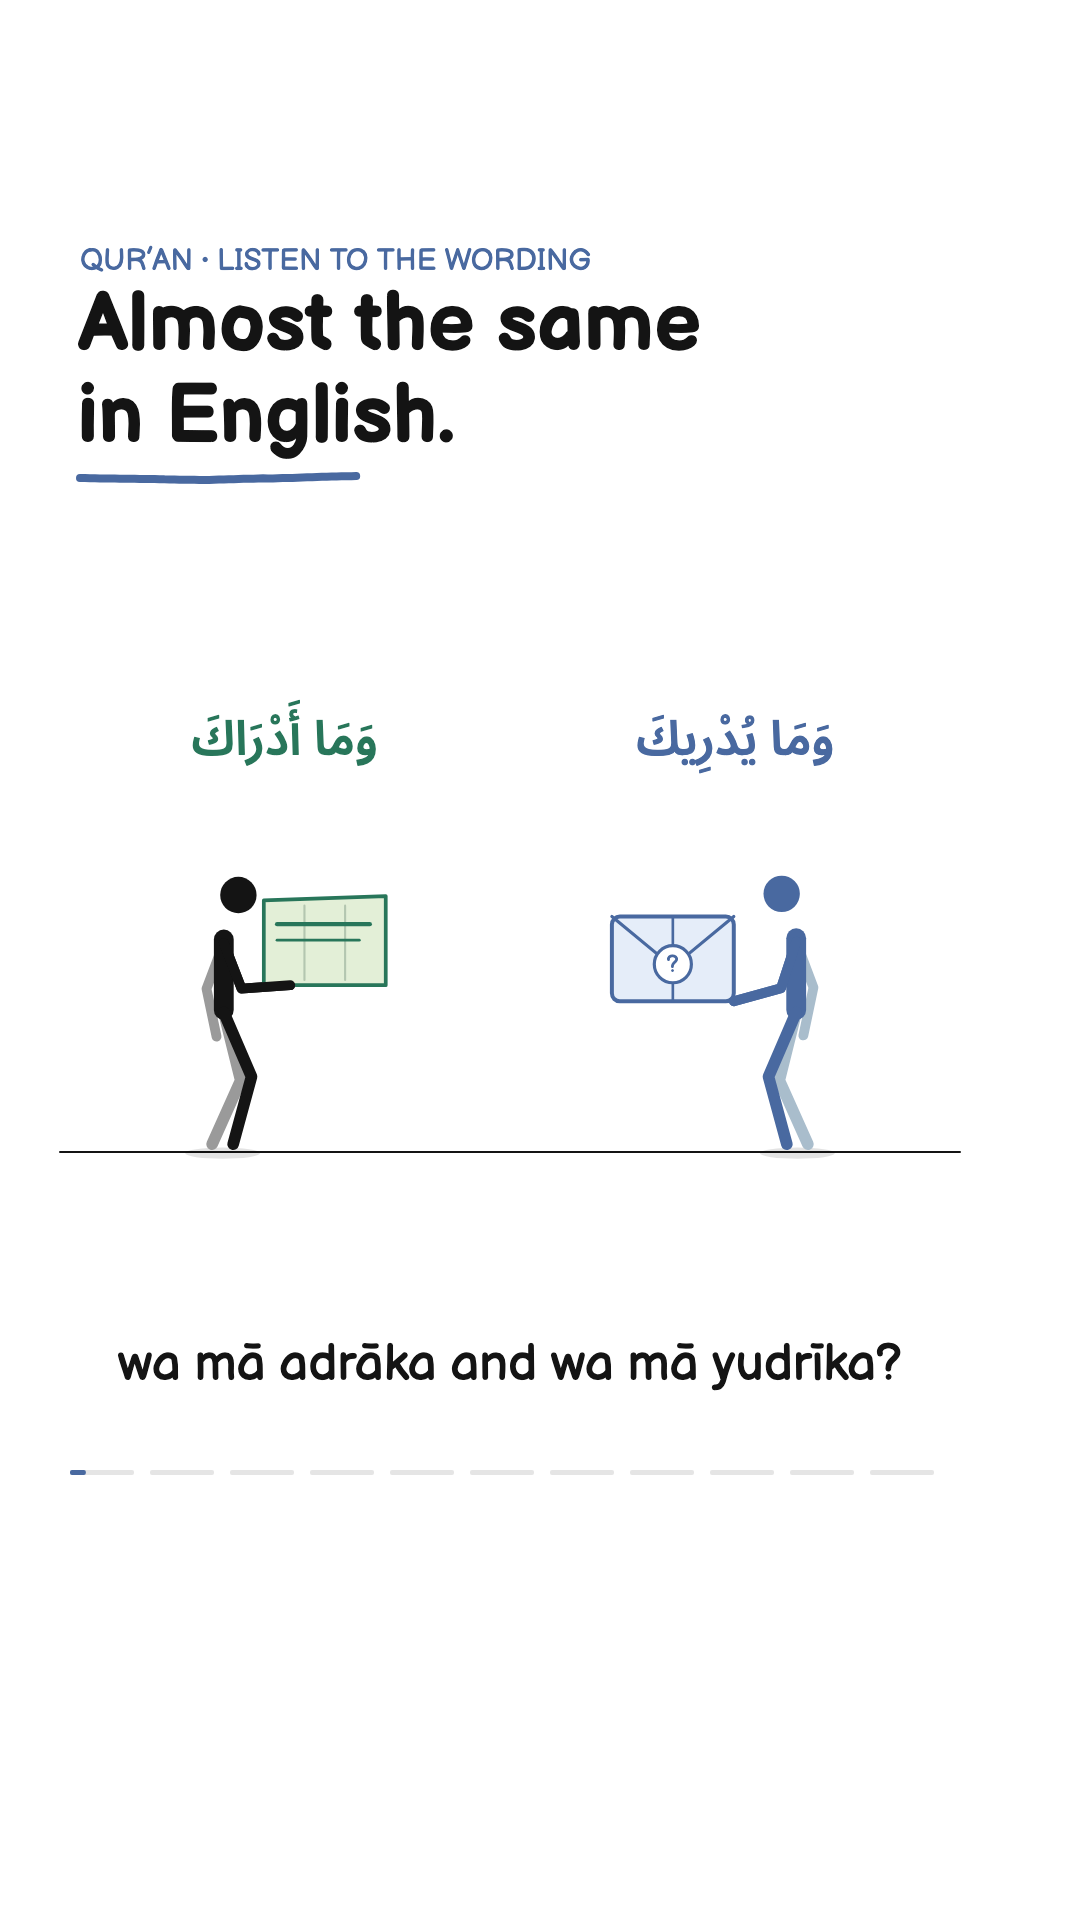 QUR’AN • LISTEN TO THE WORDING
Almost the same
in English.
وَمَا أَدْرَاكَ
وَمَا يُدْرِيكَ
?
wa mā adrāka and wa mā yudrīka?